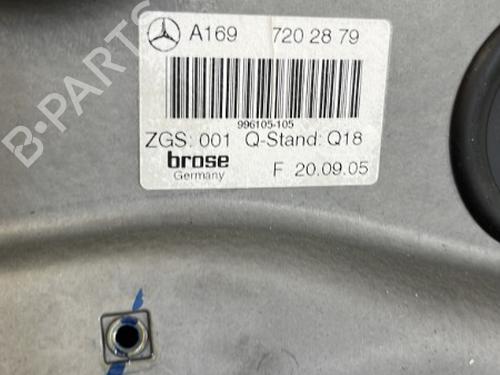 A169 720 28 79
996105-105
ZGS: 001 Q-Stand: Q18
brose
Germany
F 20.09.05
B-PARTS